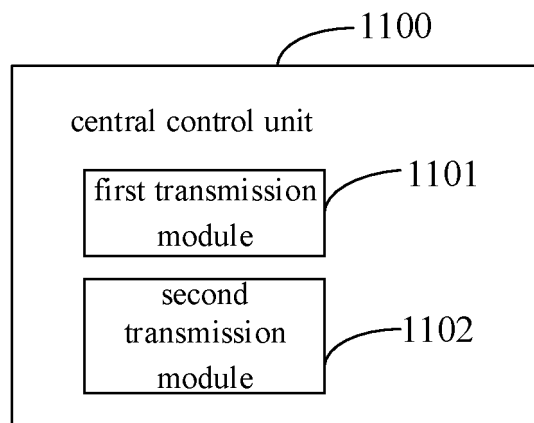 1100
central control unit
first transmission
module
1101
second
transmission
module
1102